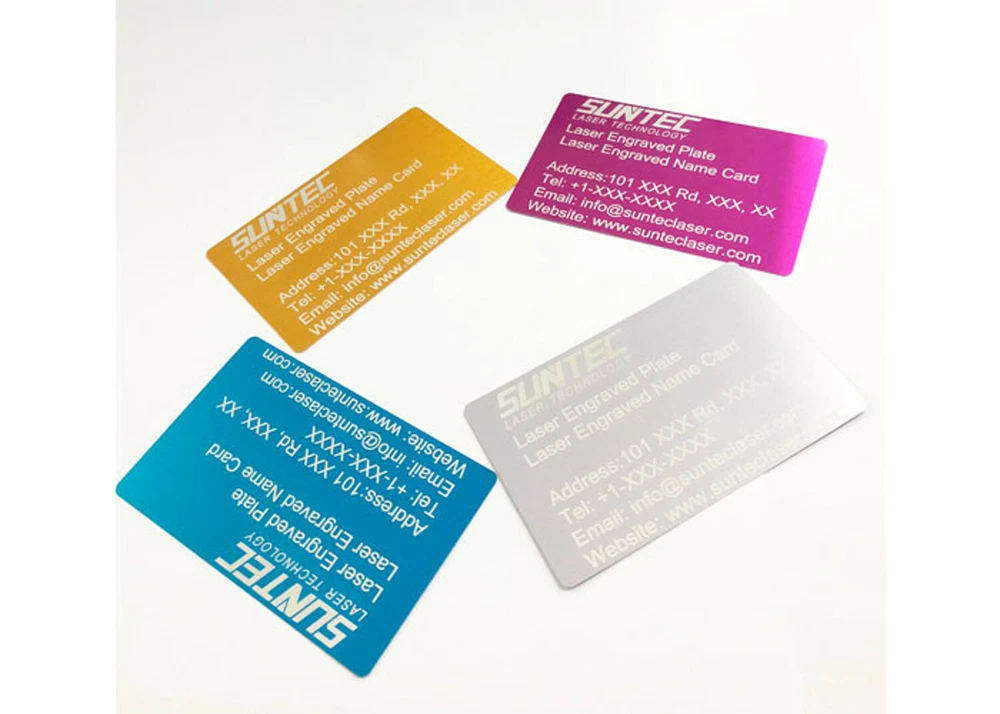 SUNTEC
LASER TECHNOLOGY
Laser Engraved Plate
Laser Engraved Name Card
Address:101 XXX Rd, XXX, XX
Tel: +1-XXX-XXXX
Email: info@sunteclaser.com
Website: www.sunteclaser.com
SUNTEC
LASER TECHNOLOGY
Laser Engraved Plate
Laser Engraved Name Card
Address:101 XXX Rd, XXX, XX
Tel: +1-XXX-XXXX
Email: info@sunteclaser.com
Website: www.sunteclaser.com
SUNTEC
LASER TECHNOLOGY
Laser Engraved Plate
Laser Engraved Name Card
Address:101 XXX Rd, XXX, XX
Tel: +1-XXX-XXXX
Email: info@sunteclaser.com
Website: www.sunteclaser.com
SUNTEC
LASER TECHNOLOGY
Laser Engraved Plate
Laser Engraved Name Card
Address:101 XXX Rd, XXX, XX
Tel: +1-XXX-XXXX
Email: info@sunteclaser.com
Website: www.sunteclaser.com